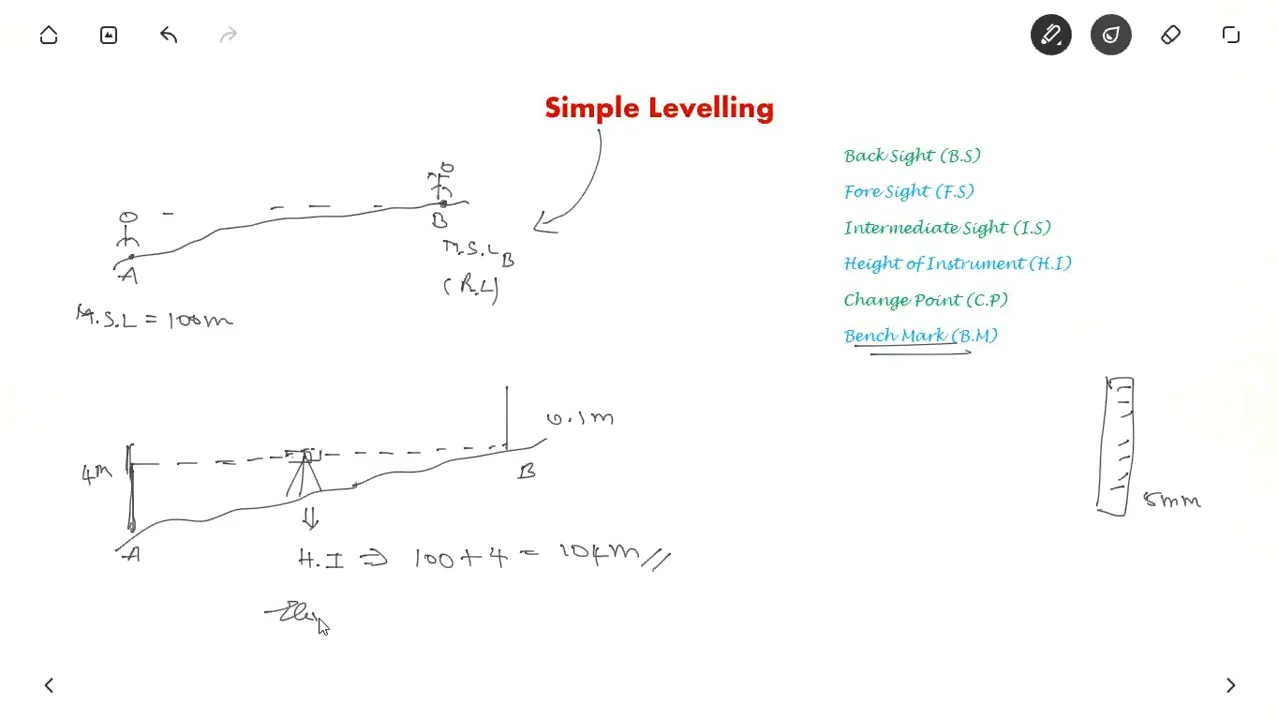 Simple Levelling
Back Sight (B.S)
Fore Sight (F.S)
Intermediate Sight (I.S)
Height of Instrument (H.I)
Change Point (C.P)
Bench Mark (B.M)
A
B
M.S.L = 100m
M.S.L B
(R.L)
4m
0.1m
A
B
H.I ⇒ 100 + 4 = 104m //
5mm